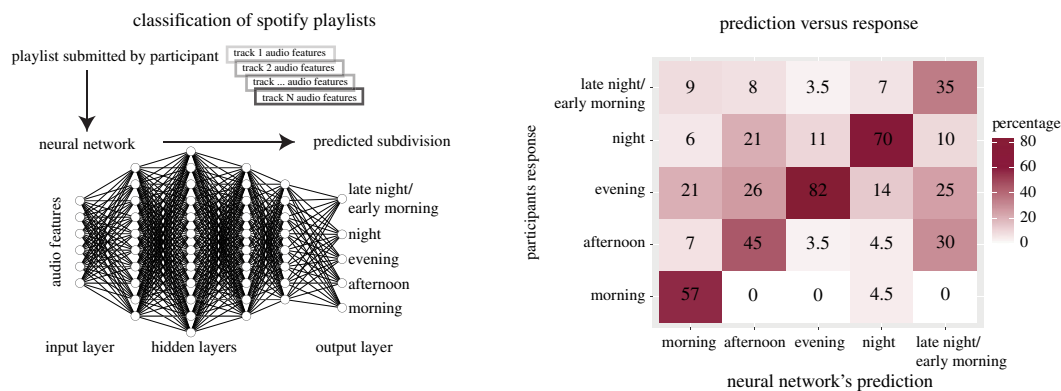 classification of spotify playlists
playlist submitted by participant
track 1 audio features
track 2 audio features
track ... audio features
track N audio features
neural network
predicted subdivision
audio features
late night/
early morning
night
evening
afternoon
morning
input layer
hidden layers
output layer
prediction versus response
participants response
late night/
early morning
9 8 3.5 7 35
night
6 21 11 70 10
evening
21 26 82 14 25
afternoon
7 45 3.5 4.5 30
morning
57 0 0 4.5 0
morning afternoon evening night late night/
early morning
neural network's prediction
percentage
80
60
40
20
0